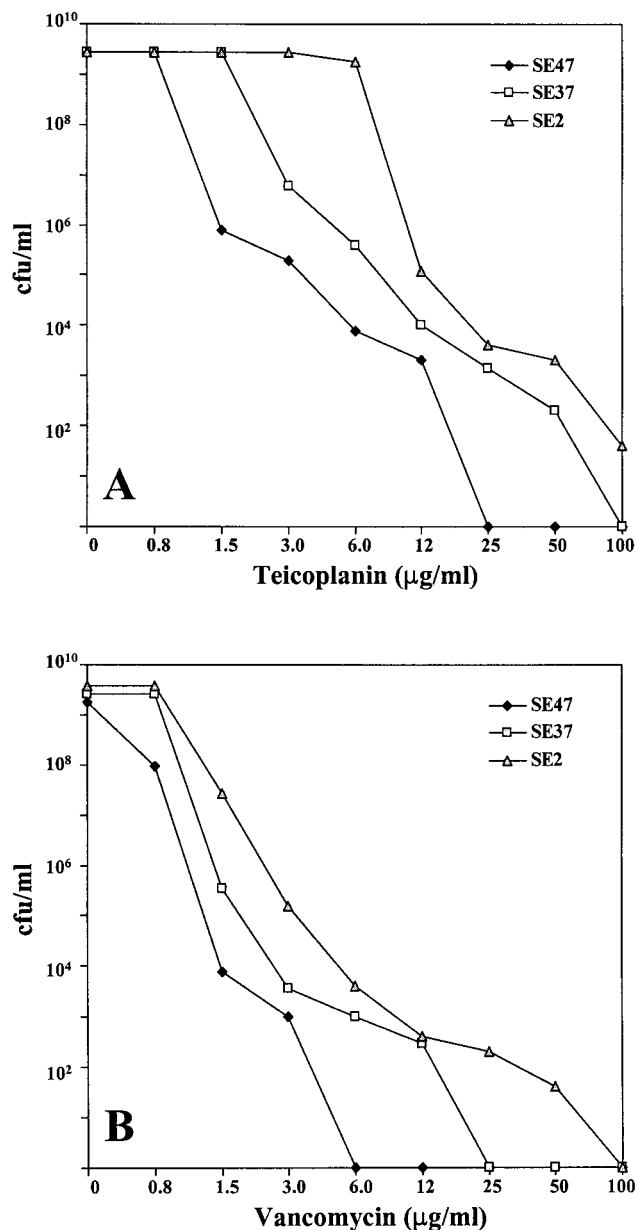 10^10
10^8
10^6
10^4
10^2
cfu/ml
SE47
SE37
SE2
A
0 0.8 1.5 3.0 6.0 12 25 50 100
Teicoplanin (μg/ml)
10^10
10^8
10^6
10^4
10^2
cfu/ml
SE47
SE37
SE2
B
0 0.8 1.5 3.0 6.0 12 25 50 100
Vancomycin (μg/ml)